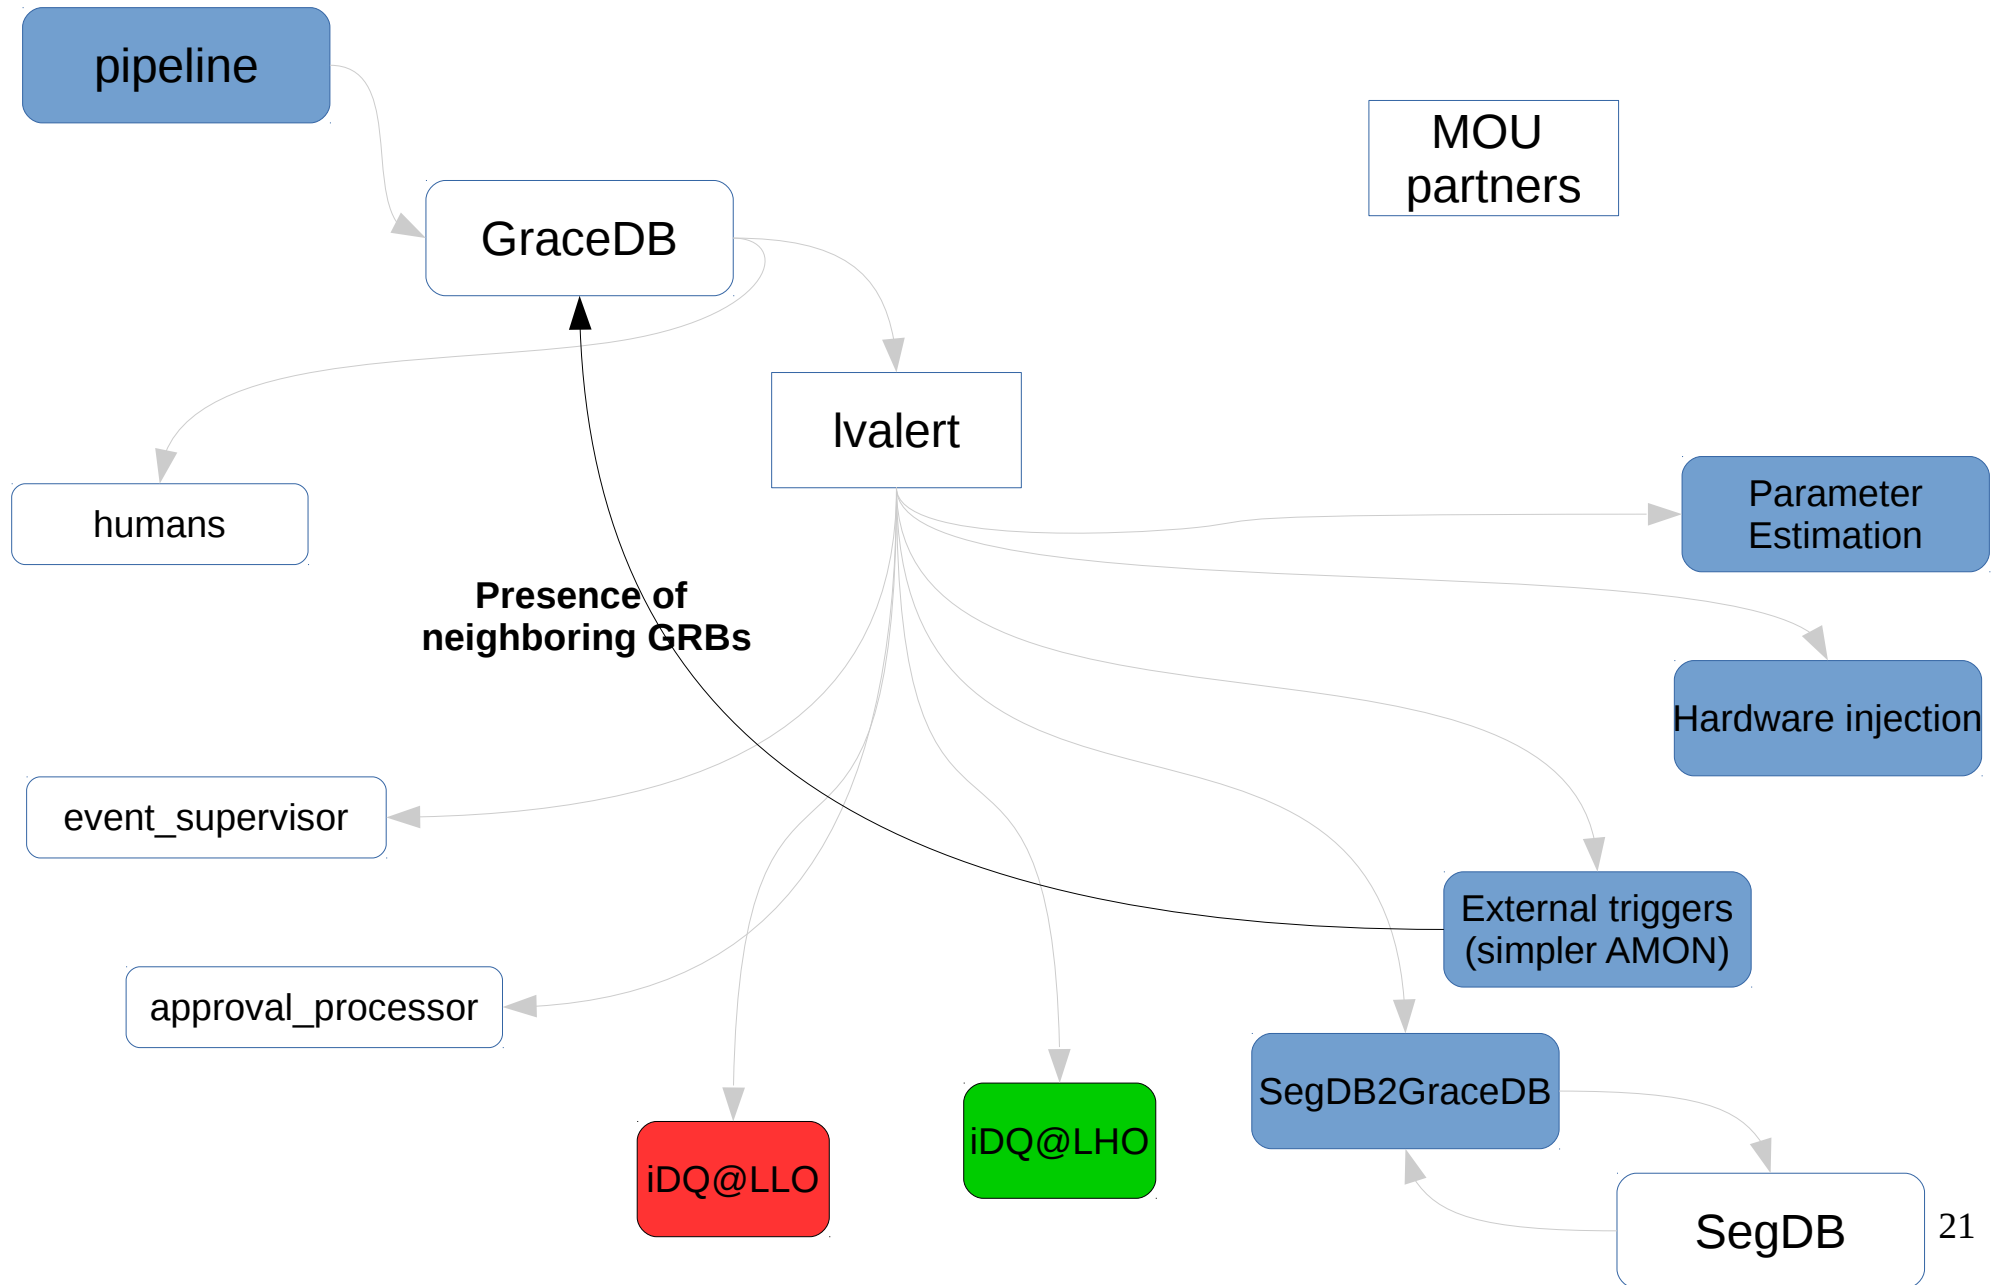 pipeline
MOU
partners
GraceDB
lvalert
Parameter
Estimation
humans
Presence of
neighboring GRBs
Hardware injection
event_supervisor
External triggers
(simpler AMON)
approval_processor
SegDB2GraceDB
iDQ@LHO
iDQ@LLO
SegDB
21